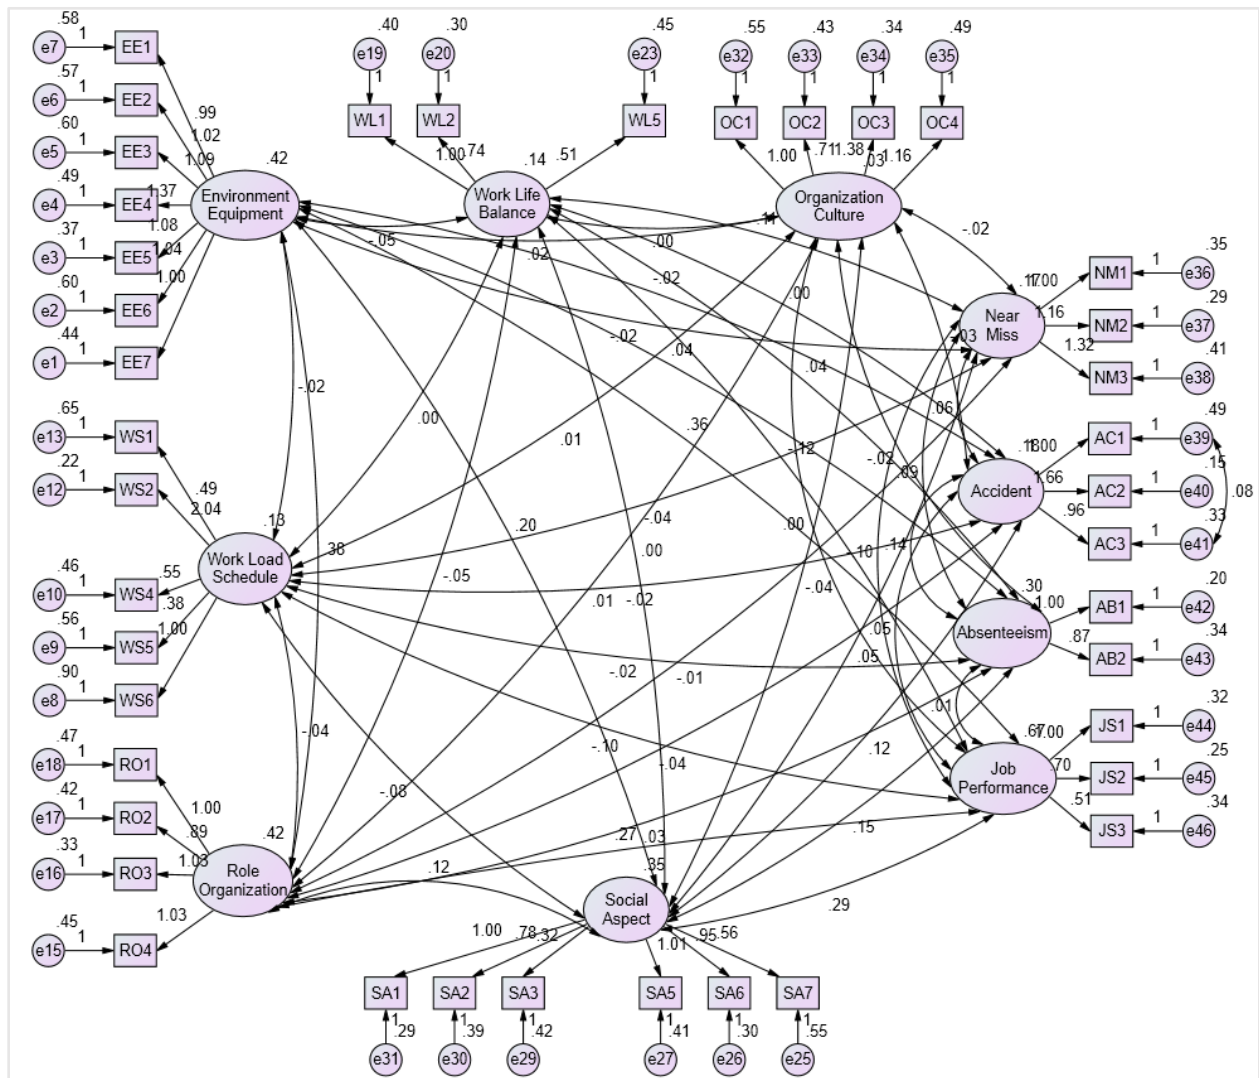 .58
e7
1
EE1
.57
e6
1
EE2
.60
e5
1
EE3
.49
e4
1
EE4
.37
e3
1
EE5
.60
e2
1
EE6
.44
e1
1
EE7
.99
1.02
1.09
1.37
1.08
1.04
1.00
.42
Environment
Equipment
.40
e19
1
WL1
.30
e20
1
WL2
.45
e23
1
WL5
1.00
.74
.51
.14
Work Life
Balance
.55
e32
1
OC1
.43
e33
1
OC2
.34
e34
1
OC3
.49
e35
1
OC4
1.00
.71
1.38
1.16
.03
Organization
Culture
-.05
.02
.11
.00
-.02
.00
-.02
.35
NM1
1
e36
.29
NM2
1
e37
.41
NM3
1
e38
.17
1.00
1.16
1.32
Near
Miss
.03
-.02
.04
.04
.06
-.02
.00
.01
.36
-.12
-.02
.09
.49
AC1
1
e39
.15
AC2
1
e40
.33
AC3
1
e41
.08
.18
1.00
1.66
.96
Accident
.65
e13
1
WS1
.22
e12
1
WS2
.46
e10
1
WS4
.56
e9
1
WS5
.90
e8
1
WS6
.49
2.04
.55
.38
1.00
.13
Work Load
Schedule
.38
.20
-.04
.00
.00
.10
.14
-.05
.01
-.02
-.04
.05
.05
.20
AB1
1
e42
.34
AB2
1
e43
.30
1.00
.87
Absenteeism
-.02
-.01
.01
-.04
-.10
-.04
.12
-.08
.32
JS1
1
e44
.25
JS2
1
e45
.34
JS3
1
e46
.67
1.00
.70
.51
Job
Performance
.47
e18
1
RO1
.42
e17
1
RO2
.33
e16
1
RO3
.45
e15
1
RO4
1.00
.89
1.03
1.03
.42
Role
Organization
.12
.27
.03
.15
.29
.35
Social
Aspect
1.00
.78
.32
1.01
.95
.56
SA1
SA2
SA3
SA5
SA6
SA7
1
.29
1
.39
1
.42
1
.41
1
.30
1
.55
e31
e30
e29
e27
e26
e25